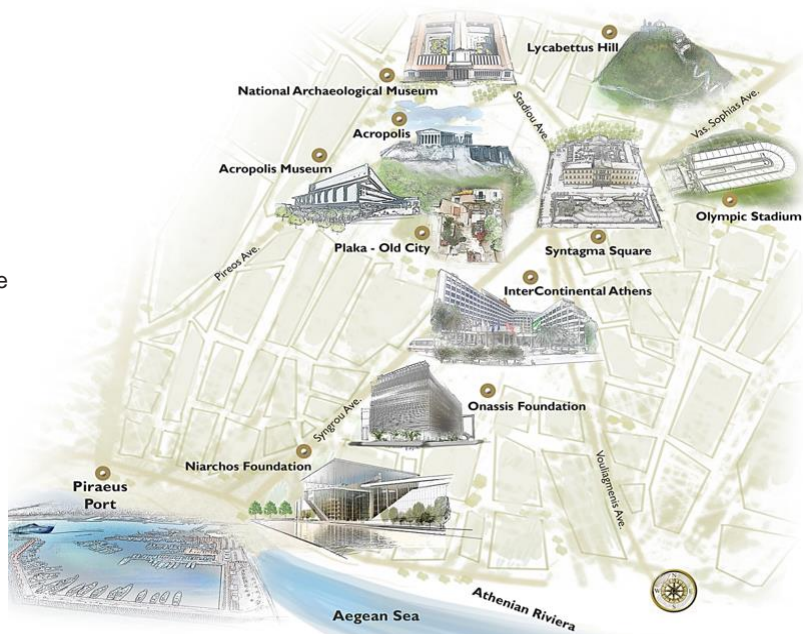 Lycabettus Hill
National Archaeological Museum
Stadiou Ave.
Vas. Sophias Ave.
Acropolis
Acropolis Museum
Olympic Stadium
Plaka - Old City
Syntagma Square
Pireos Ave.
e
InterContinental Athens
Onassis Foundation
Syngrou Ave.
Niarchos Foundation
Piraeus
Port
Vouliagmenis Ave.
Athenian Riviera
Aegean Sea